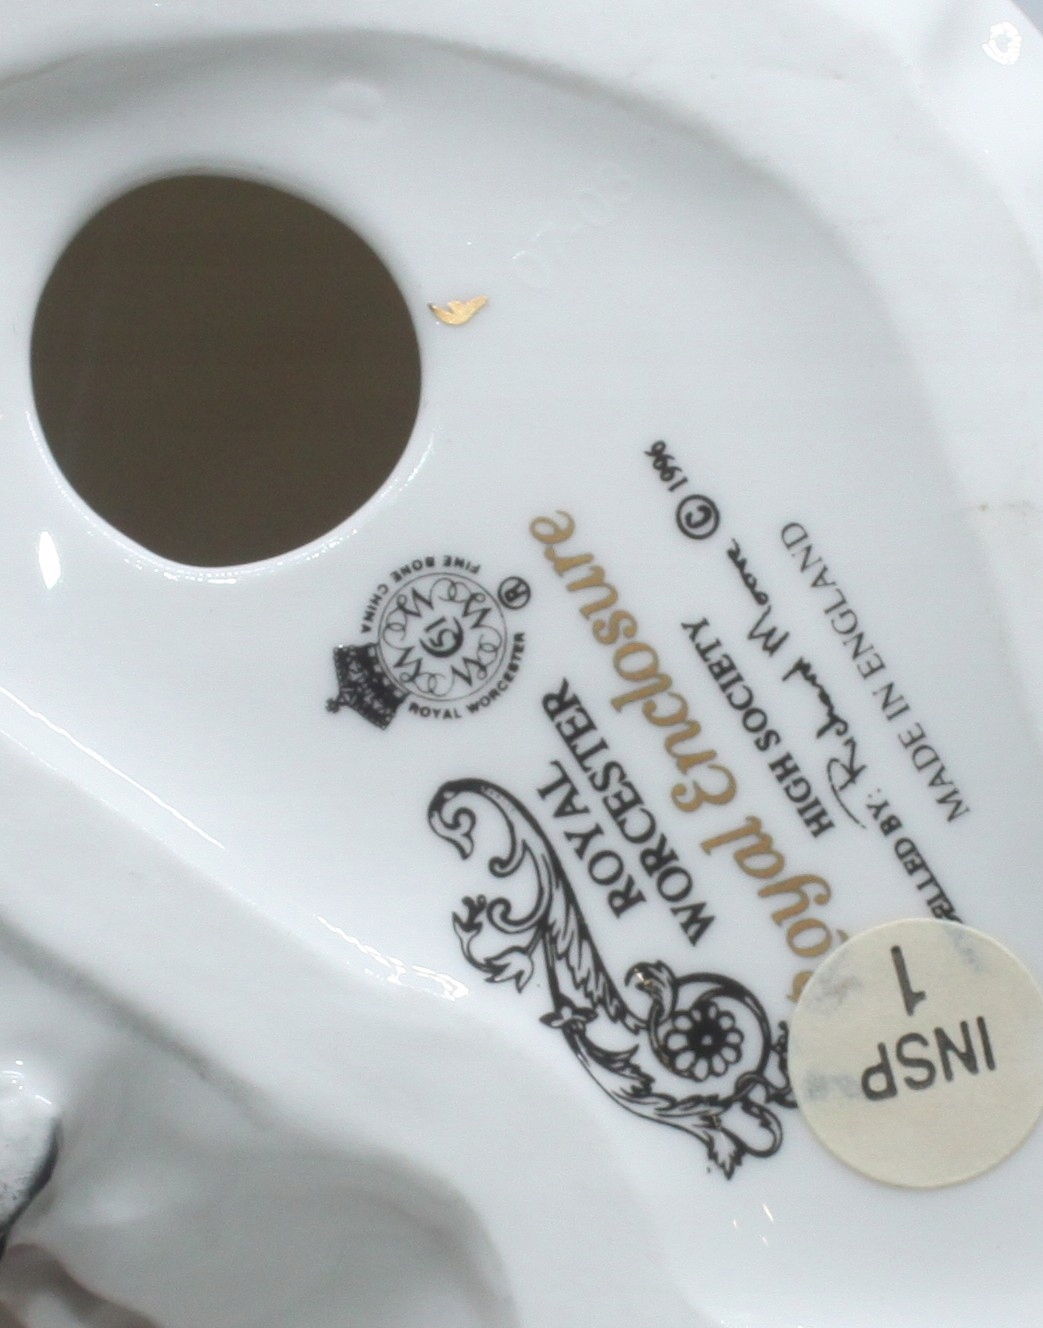 FINE BONE CHINA
51
ROYAL WORCESTER
®
ROYAL
WORCESTER
Royal Enclosure
HIGH SOCIETY
MODELLED BY: Richard Moore © 1996
MADE IN ENGLAND
INSP
1